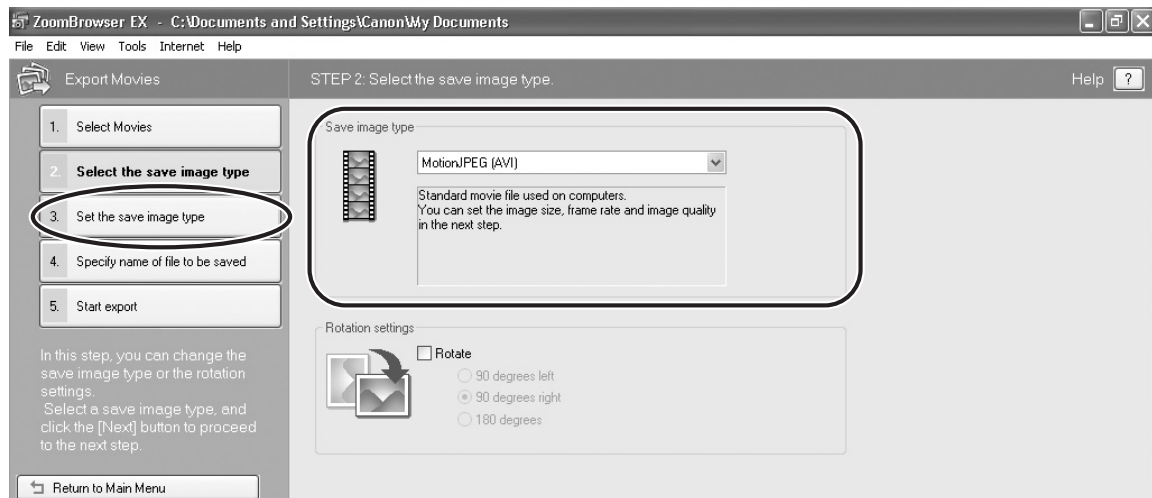 ZoomBrowser EX - C:\Documents and Settings\Canon\My Documents
File Edit View Tools Internet Help
Export Movies
STEP 2: Select the save image type.
Help ?
1. Select Movies
2. Select the save image type
3. Set the save image type
4. Specify name of file to be saved
5. Start export
In this step, you can change the
save image type or the rotation
settings.
Select a save image type, and
click the [Next] button to proceed
to the next step.
Return to Main Menu
Save image type
MotionJPEG (AVI)
Standard movie file used on computers.
You can set the image size, frame rate and image quality
in the next step.
Rotation settings
Rotate
90 degrees left
90 degrees right
180 degrees